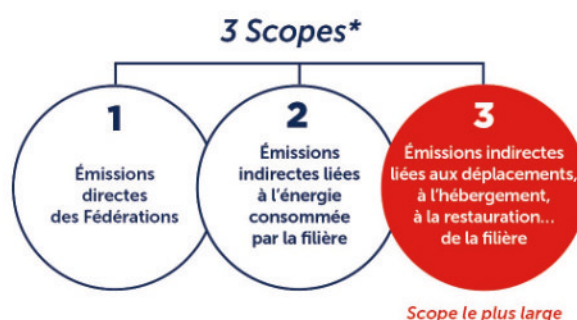 3 Scopes*
1
Émissions
directes
des Fédérations
2
Émissions
indirectes liées
à l'énergie
consommée
par la filière
3
Émissions indirectes
liées aux déplacements,
à l'hébergement,
à la restauration...
de la filière
Scope le plus large